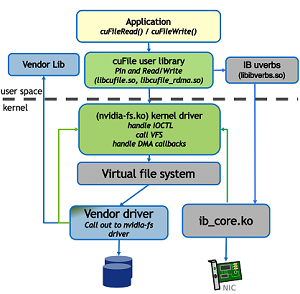 Application
cuFileRead() / cuFileWrite()
Vendor Lib
cuFile user library
Pin and Read/Write
(libcufile.so, libcufile_rdma.so)
IB uverbs
(libibverbs.so)
user space
kernel
(nvidia-fs.ko) kernel driver
handle IOCTL
call VFS
handle DMA callbacks
Virtual file system
Vendor driver
Call out to nvidia-fs
driver
ib_core.ko
NIC